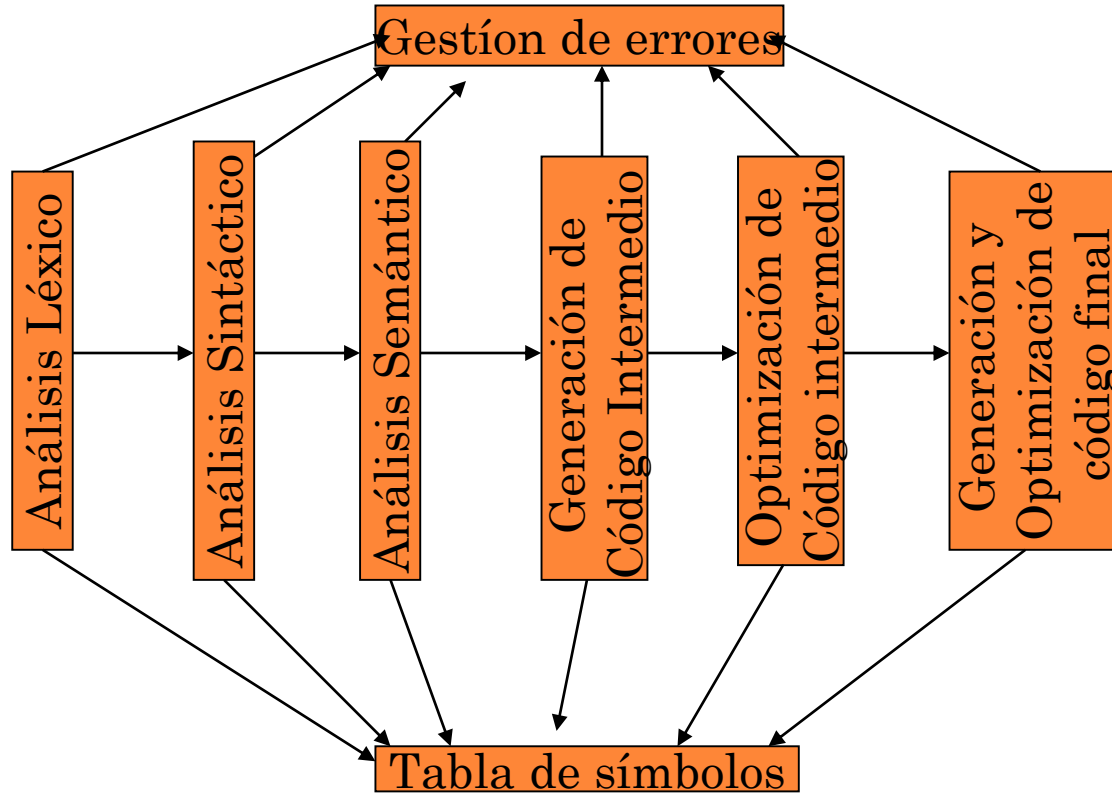 Gestíon de errores
Análisis Léxico
Análisis Sintáctico
Análisis Semántico
Generación de
Código Intermedio
Optimización de
Código intermedio
Generación y
Optimización de
código final
Tabla de símbolos